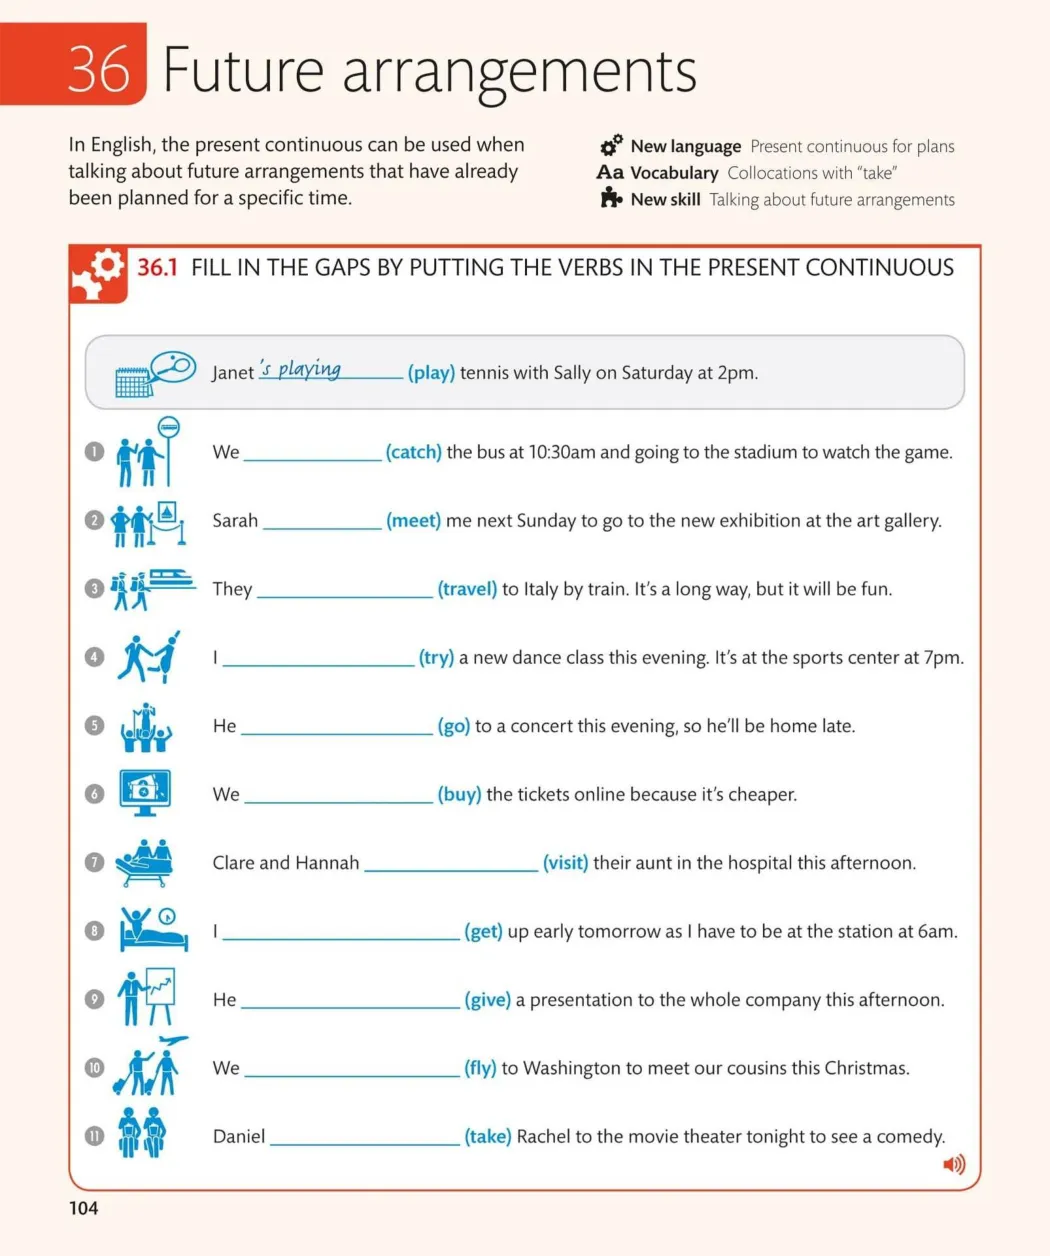 36 Future arrangements
In English, the present continuous can be used when
talking about future arrangements that have already
been planned for a specific time.
New language Present continuous for plans
Aa Vocabulary Collocations with “take”
New skill Talking about future arrangements
36.1 FILL IN THE GAPS BY PUTTING THE VERBS IN THE PRESENT CONTINUOUS
Janet 's playing (play) tennis with Sally on Saturday at 2pm.
1 We ______________ (catch) the bus at 10:30am and going to the stadium to watch the game.
2 Sarah ____________ (meet) me next Sunday to go to the new exhibition at the art gallery.
3 They __________________ (travel) to Italy by train. It’s a long way, but it will be fun.
4 I ____________________ (try) a new dance class this evening. It’s at the sports center at 7pm.
5 He ____________________ (go) to a concert this evening, so he’ll be home late.
6 We ___________________ (buy) the tickets online because it’s cheaper.
7 Clare and Hannah __________________ (visit) their aunt in the hospital this afternoon.
8 I ________________________ (get) up early tomorrow as I have to be at the station at 6am.
9 He ______________________ (give) a presentation to the whole company this afternoon.
10 We ______________________ (fly) to Washington to meet our cousins this Christmas.
11 Daniel ___________________ (take) Rachel to the movie theater tonight to see a comedy.
104